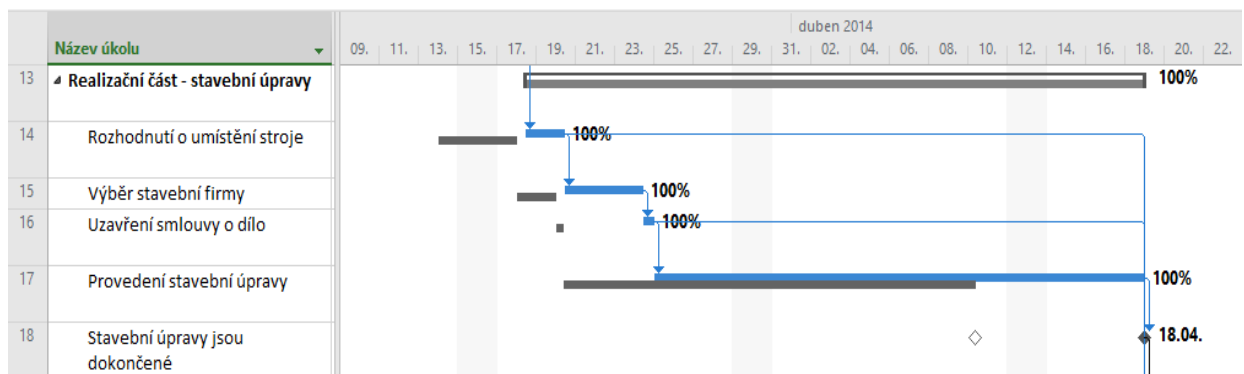 duben 2014
Název úkolu
09. 11. 13. 15. 17. 19. 21. 23. 25. 27. 29. 31. 02. 04. 06. 08. 10. 12. 14. 16. 18. 20. 22.
13 Realizační část - stavební úpravy 100%
14 Rozhodnutí o umístění stroje 100%
15 Výběr stavební firmy 100%
16 Uzavření smlouvy o dílo 100%
17 Provedení stavební úpravy 100%
18 Stavební úpravy jsou 18.04.
dokončené